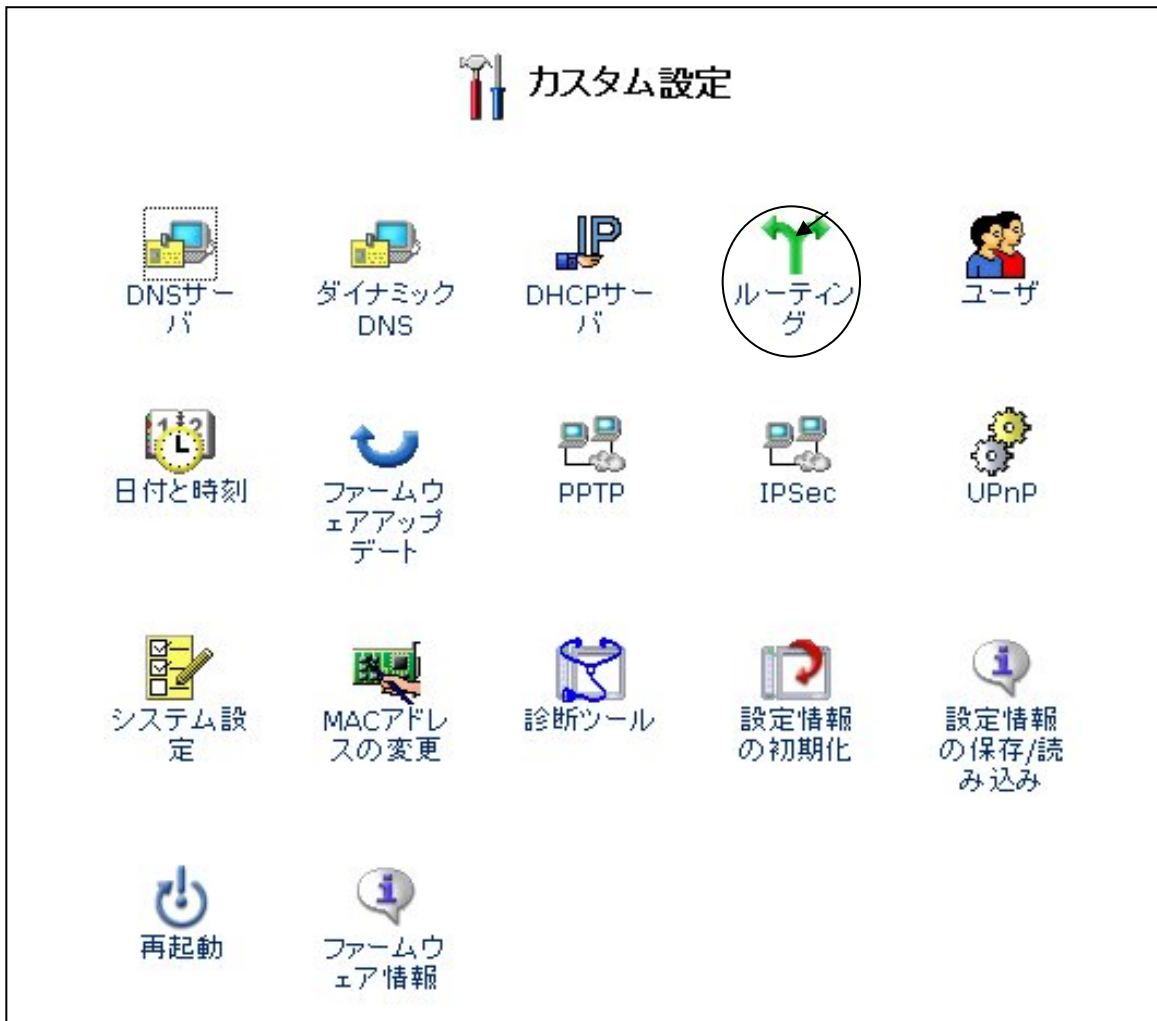 カスタム設定
DNSサー
バ
ダイナミック
DNS
IP
DHCPサー
バ
ルーティン
グ
ユーザ
1 2
日付と時刻
ファームウ
ェアアップ
デート
PPTP
IPSec
UPnP
システム設
定
MACアドレ
スの変更
診断ツール
設定情報
の初期化
i
設定情報
の保存/読
み込み
再起動
i
ファームウ
ェア情報